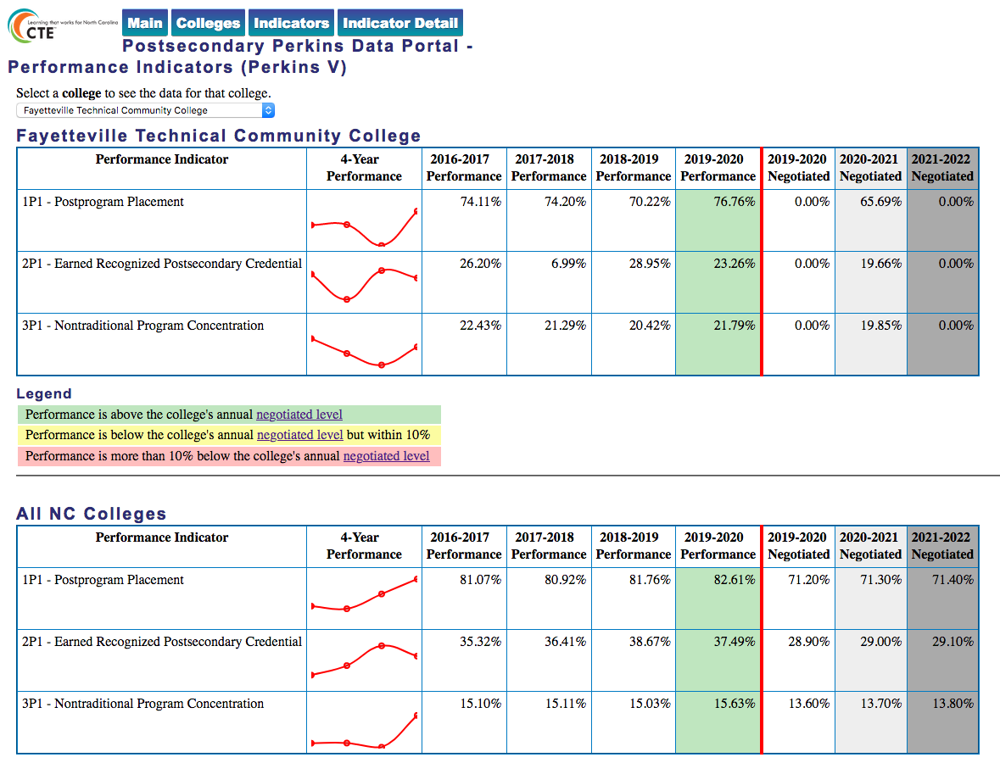 Learning that works for North Carolina
CTE
Main Colleges Indicators Indicator Detail
Postsecondary Perkins Data Portal -
Performance Indicators (Perkins V)
Select a college to see the data for that college.
Fayetteville Technical Community College
Fayetteville Technical Community College
Performance Indicator 4-Year Performance 2016-2017 Performance 2017-2018 Performance 2018-2019 Performance 2019-2020 Performance 2019-2020 Negotiated 2020-2021 Negotiated 2021-2022 Negotiated
1P1 - Postprogram Placement 74.11% 74.20% 70.22% 76.76% 0.00% 65.69% 0.00%
2P1 - Earned Recognized Postsecondary Credential 26.20% 6.99% 28.95% 23.26% 0.00% 19.66% 0.00%
3P1 - Nontraditional Program Concentration 22.43% 21.29% 20.42% 21.79% 0.00% 19.85% 0.00%
Legend
Performance is above the college's annual negotiated level
Performance is below the college's annual negotiated level but within 10%
Performance is more than 10% below the college's annual negotiated level
All NC Colleges
Performance Indicator 4-Year Performance 2016-2017 Performance 2017-2018 Performance 2018-2019 Performance 2019-2020 Performance 2019-2020 Negotiated 2020-2021 Negotiated 2021-2022 Negotiated
1P1 - Postprogram Placement 81.07% 80.92% 81.76% 82.61% 71.20% 71.30% 71.40%
2P1 - Earned Recognized Postsecondary Credential 35.32% 36.41% 38.67% 37.49% 28.90% 29.00% 29.10%
3P1 - Nontraditional Program Concentration 15.10% 15.11% 15.03% 15.63% 13.60% 13.70% 13.80%